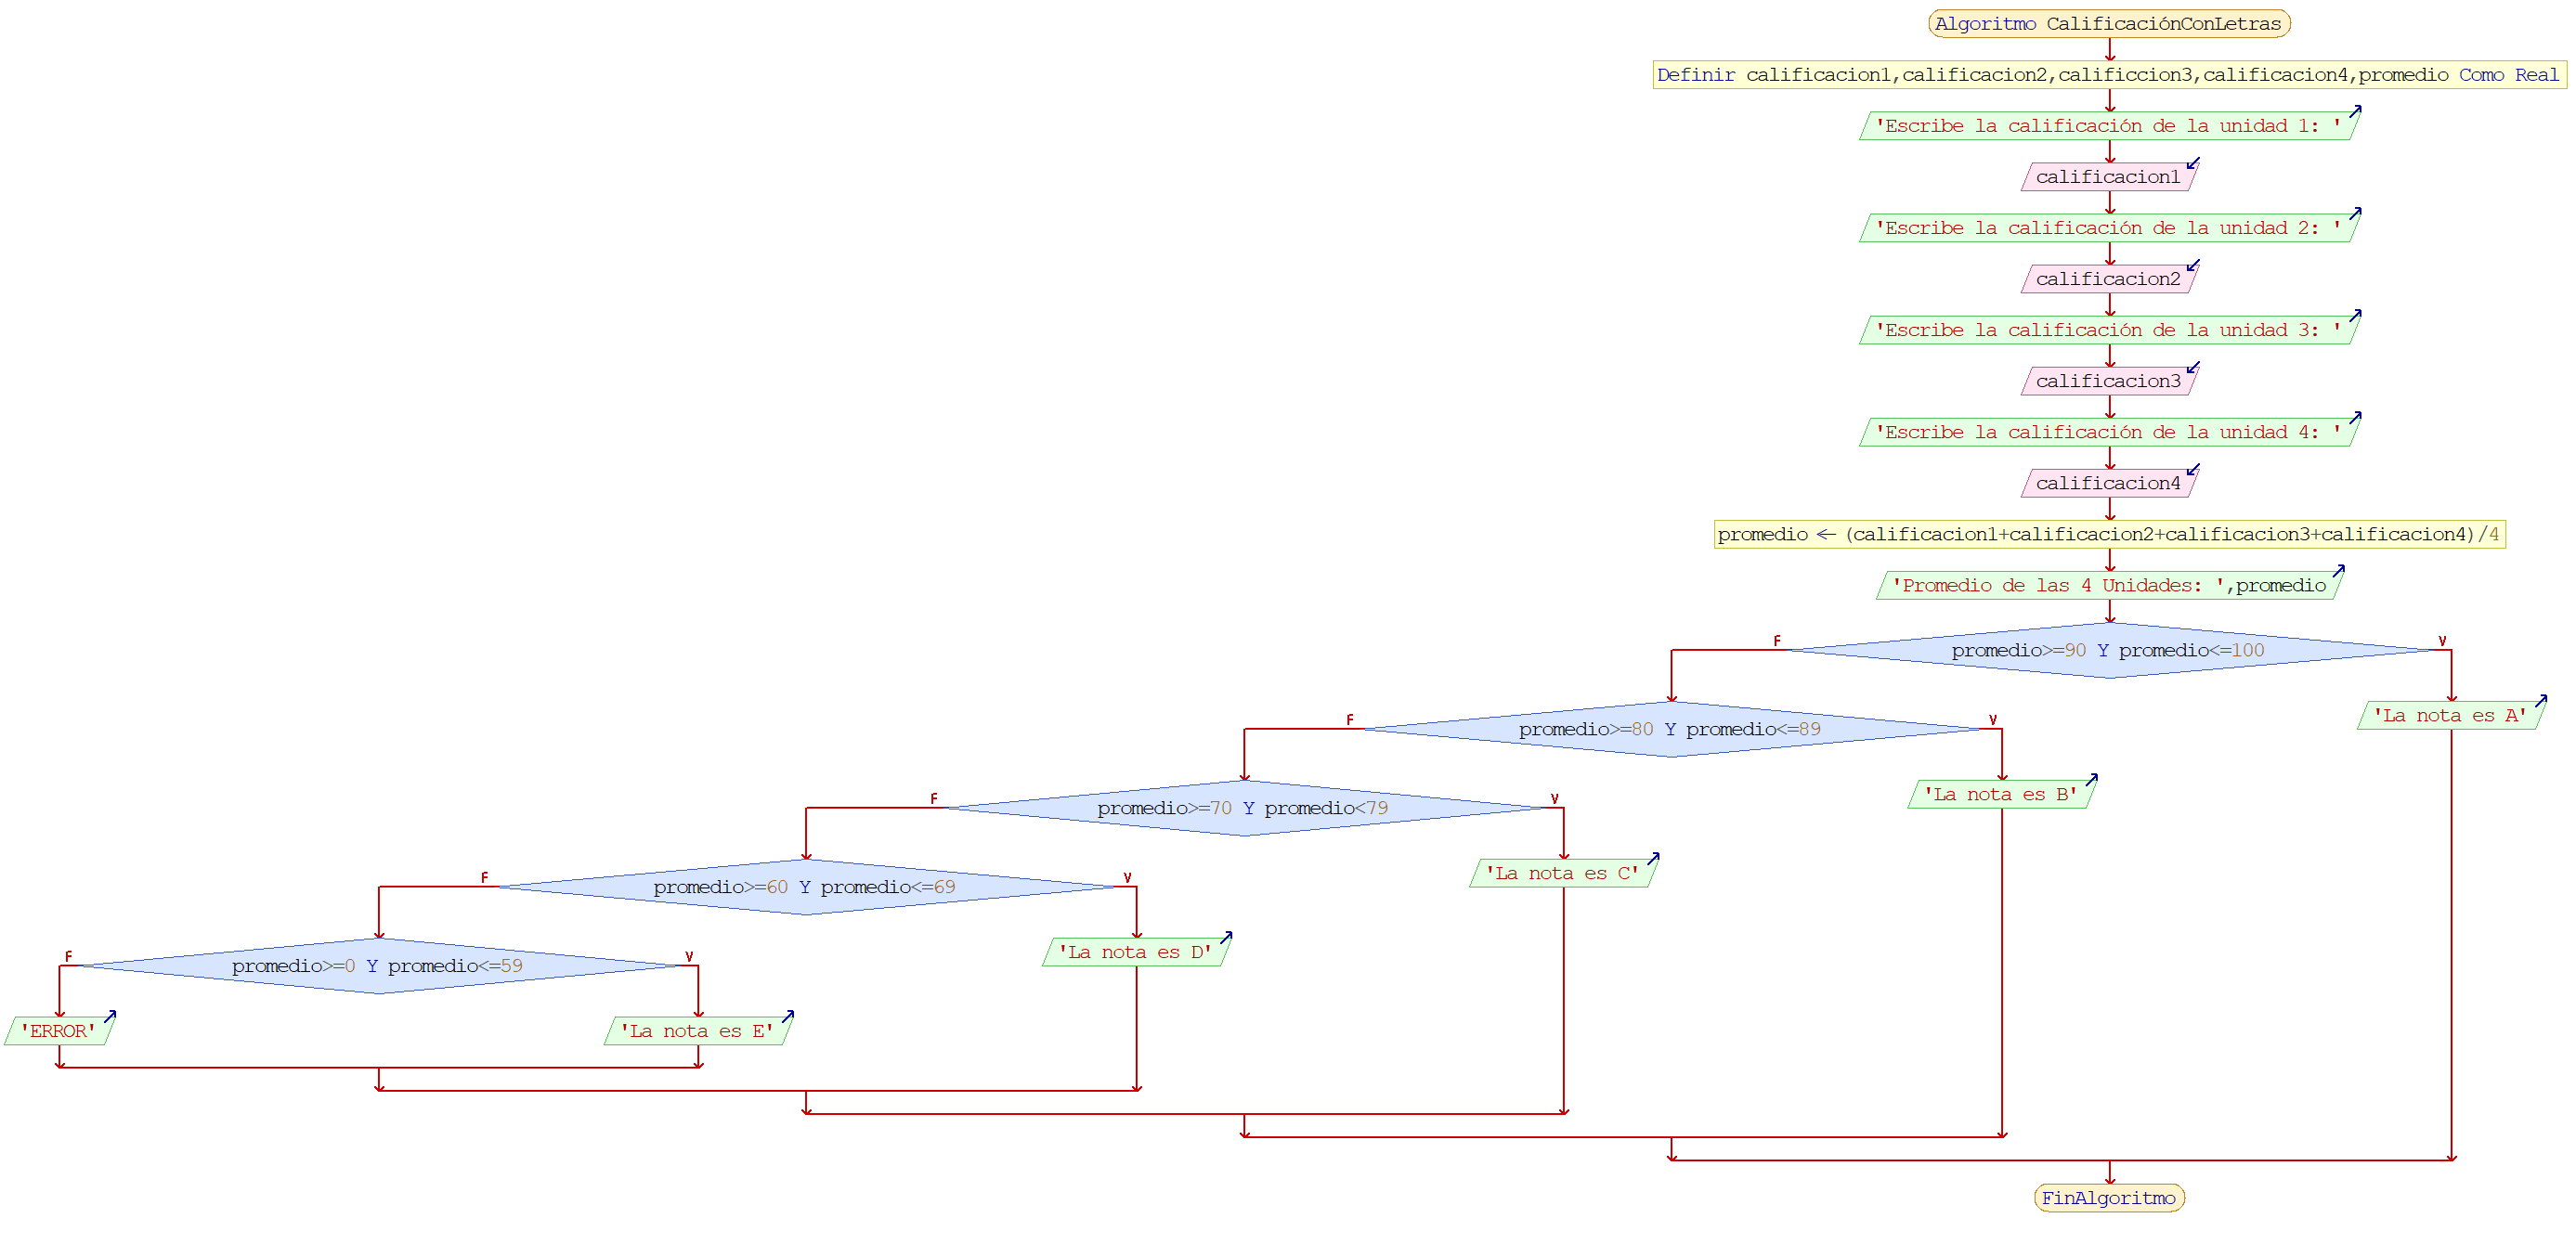 Algoritmo CalificaciónConLetras
Definir calificacion1,calificacion2,calificcion3,calificacion4,promedio Como Real
'Escribe la calificación de la unidad 1: '
calificacion1
'Escribe la calificación de la unidad 2: '
calificacion2
'Escribe la calificación de la unidad 3: '
calificacion3
'Escribe la calificación de la unidad 4: '
calificacion4
promedio ← (calificacion1+calificacion2+calificacion3+calificacion4)/4
'Promedio de las 4 Unidades: ',promedio
F
promedio>=90 Y promedio<=100
V
'La nota es A'
F
promedio>=80 Y promedio<=89
V
'La nota es B'
F
promedio>=70 Y promedio<79
V
'La nota es C'
F
promedio>=60 Y promedio<=69
V
'La nota es D'
F
promedio>=0 Y promedio<=59
V
'ERROR'
'La nota es E'
FinAlgoritmo